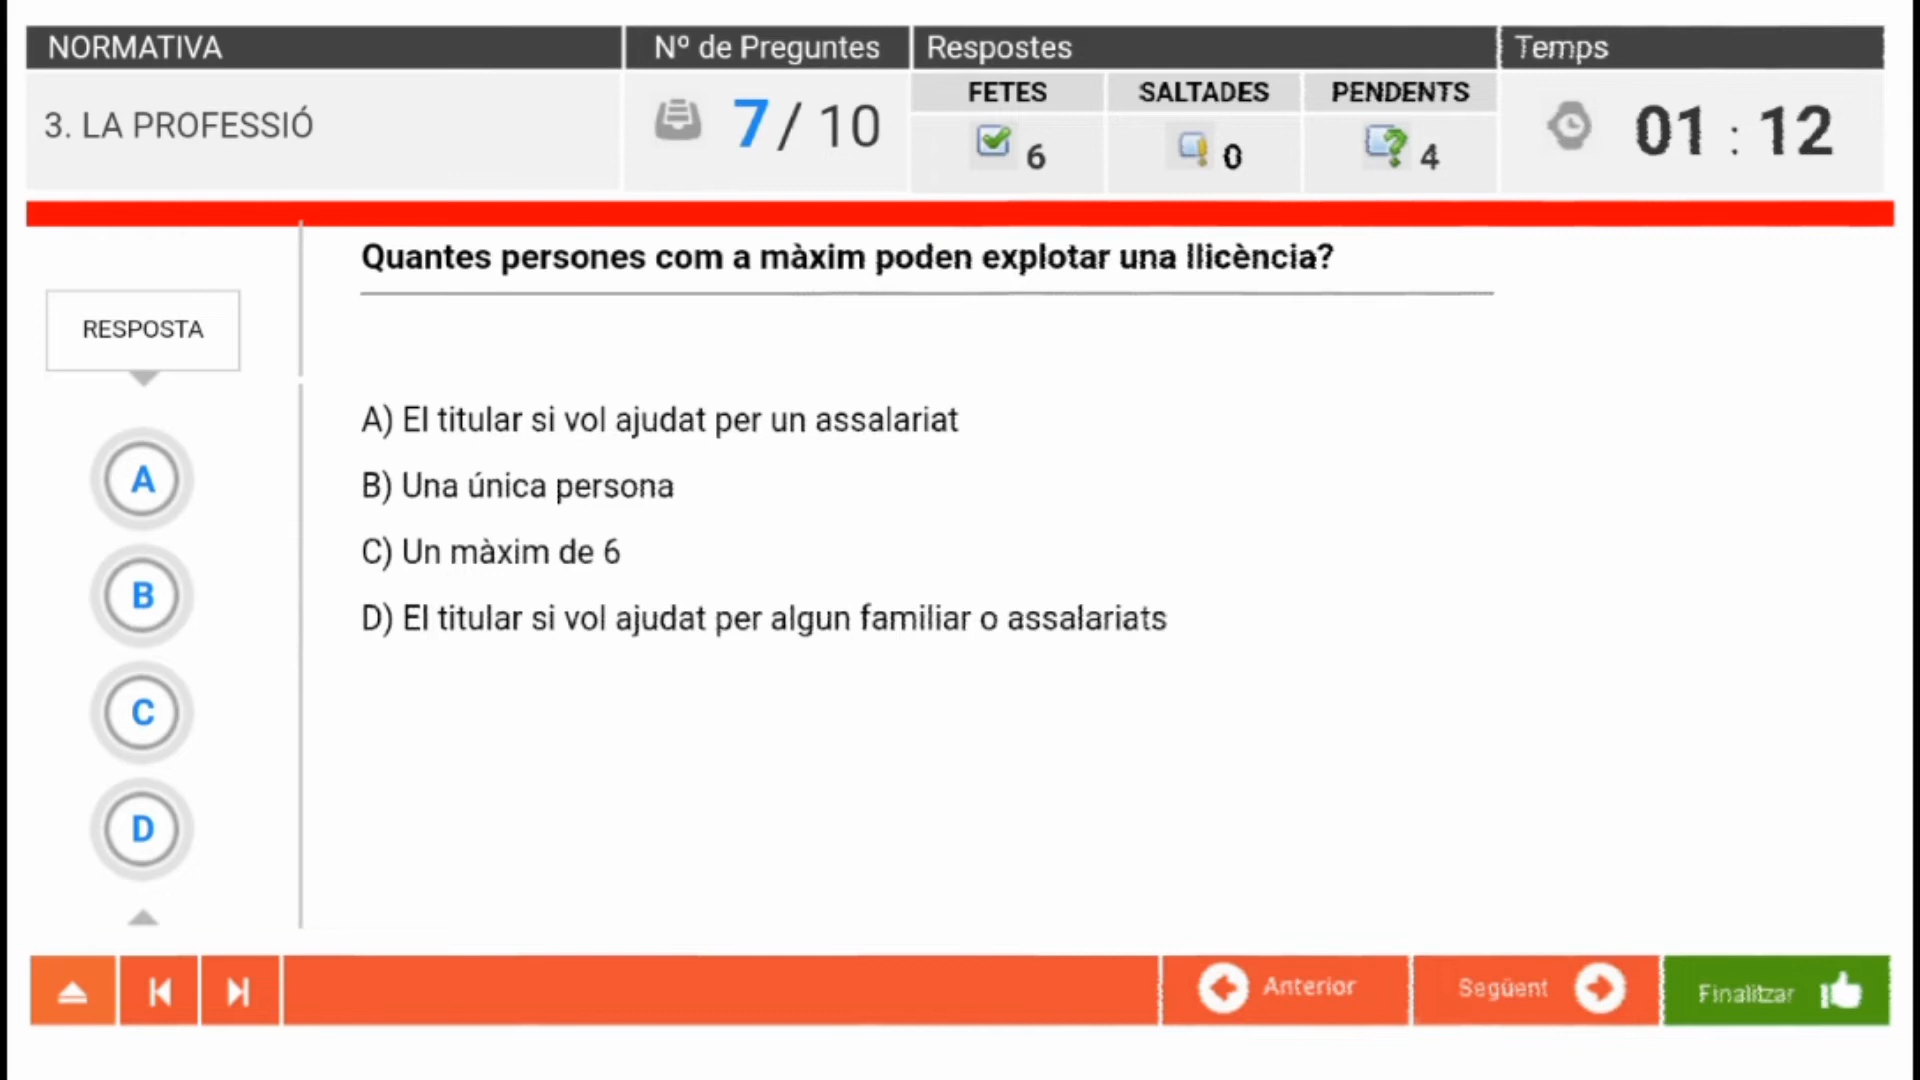 NORMATIVA
Nº de Preguntes
Respostes
Temps
3. LA PROFESSIÓ
7 / 10
FETES
SALTADES
PENDENTS
6
0
4
01 : 12
Quantes persones com a màxim poden explotar una llicència?
RESPOSTA
A) El titular si vol ajudat per un assalariat
B) Una única persona
C) Un màxim de 6
D) El titular si vol ajudat per algun familiar o assalariats
A
B
C
D
Anterior
Següent
Finalitzar